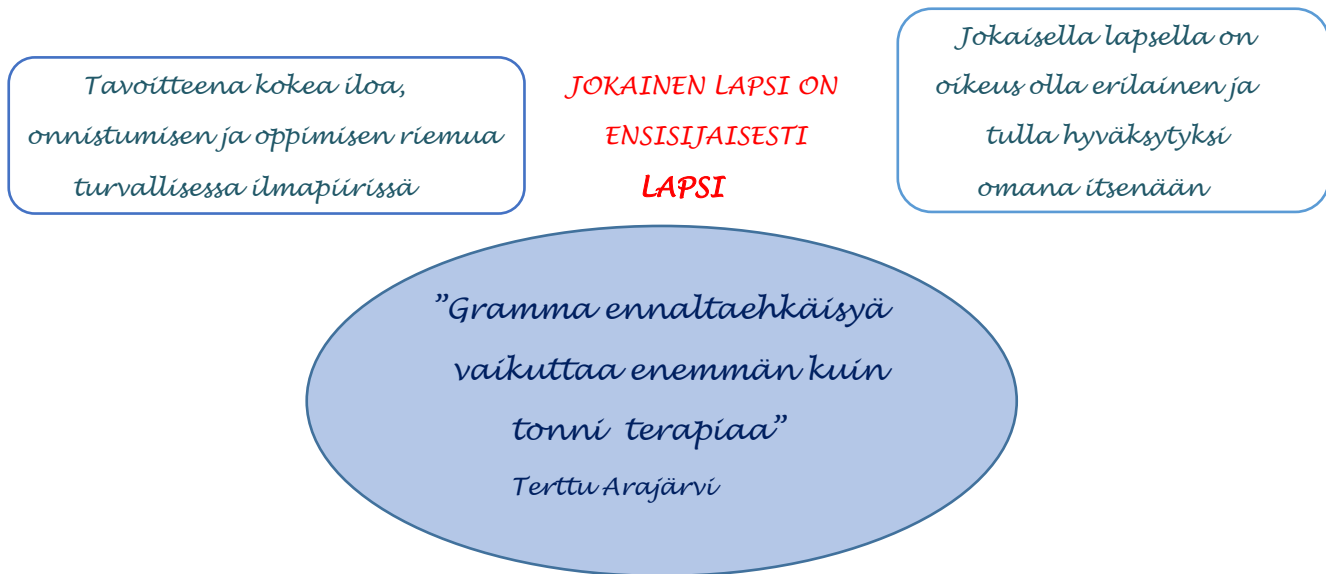 Tavoitteena kokea iloa,
onnistumisen ja oppimisen riemua
turvallisessa ilmapiirissä
JOKAINEN LAPSI ON
ENSISIJAISESTI
LAPSI
Jokaisella lapsella on
oikeus olla erilainen ja
tulla hyväksytyksi
omana itsenään
”Gramma ennaltaehkäisyä
vaikuttaa enemmän kuin
tonni terapiaa”
Terttu Arajärvi